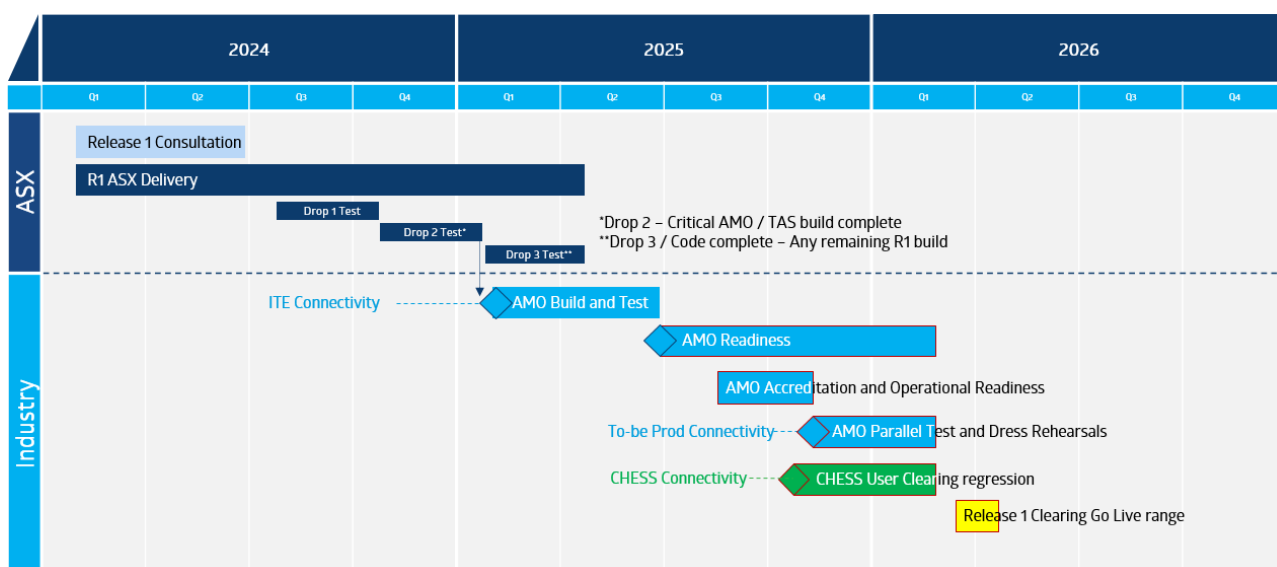 2024 2025 2026
Q1 Q2 Q3 Q4 Q1 Q2 Q3 Q4 Q1 Q2 Q3 Q4
ASX
Release 1 Consultation
R1 ASX Delivery
Drop 1 Test
Drop 2 Test*
Drop 3 Test**
*Drop 2 – Critical AMO / TAS build complete
**Drop 3 / Code complete – Any remaining R1 build
Industry
ITE Connectivity
AMO Build and Test
AMO Readiness
AMO Accreditation and Operational Readiness
To-be Prod Connectivity
AMO Parallel Test and Dress Rehearsals
CHESS Connectivity
CHESS User Clearing regression
Release 1 Clearing Go Live range